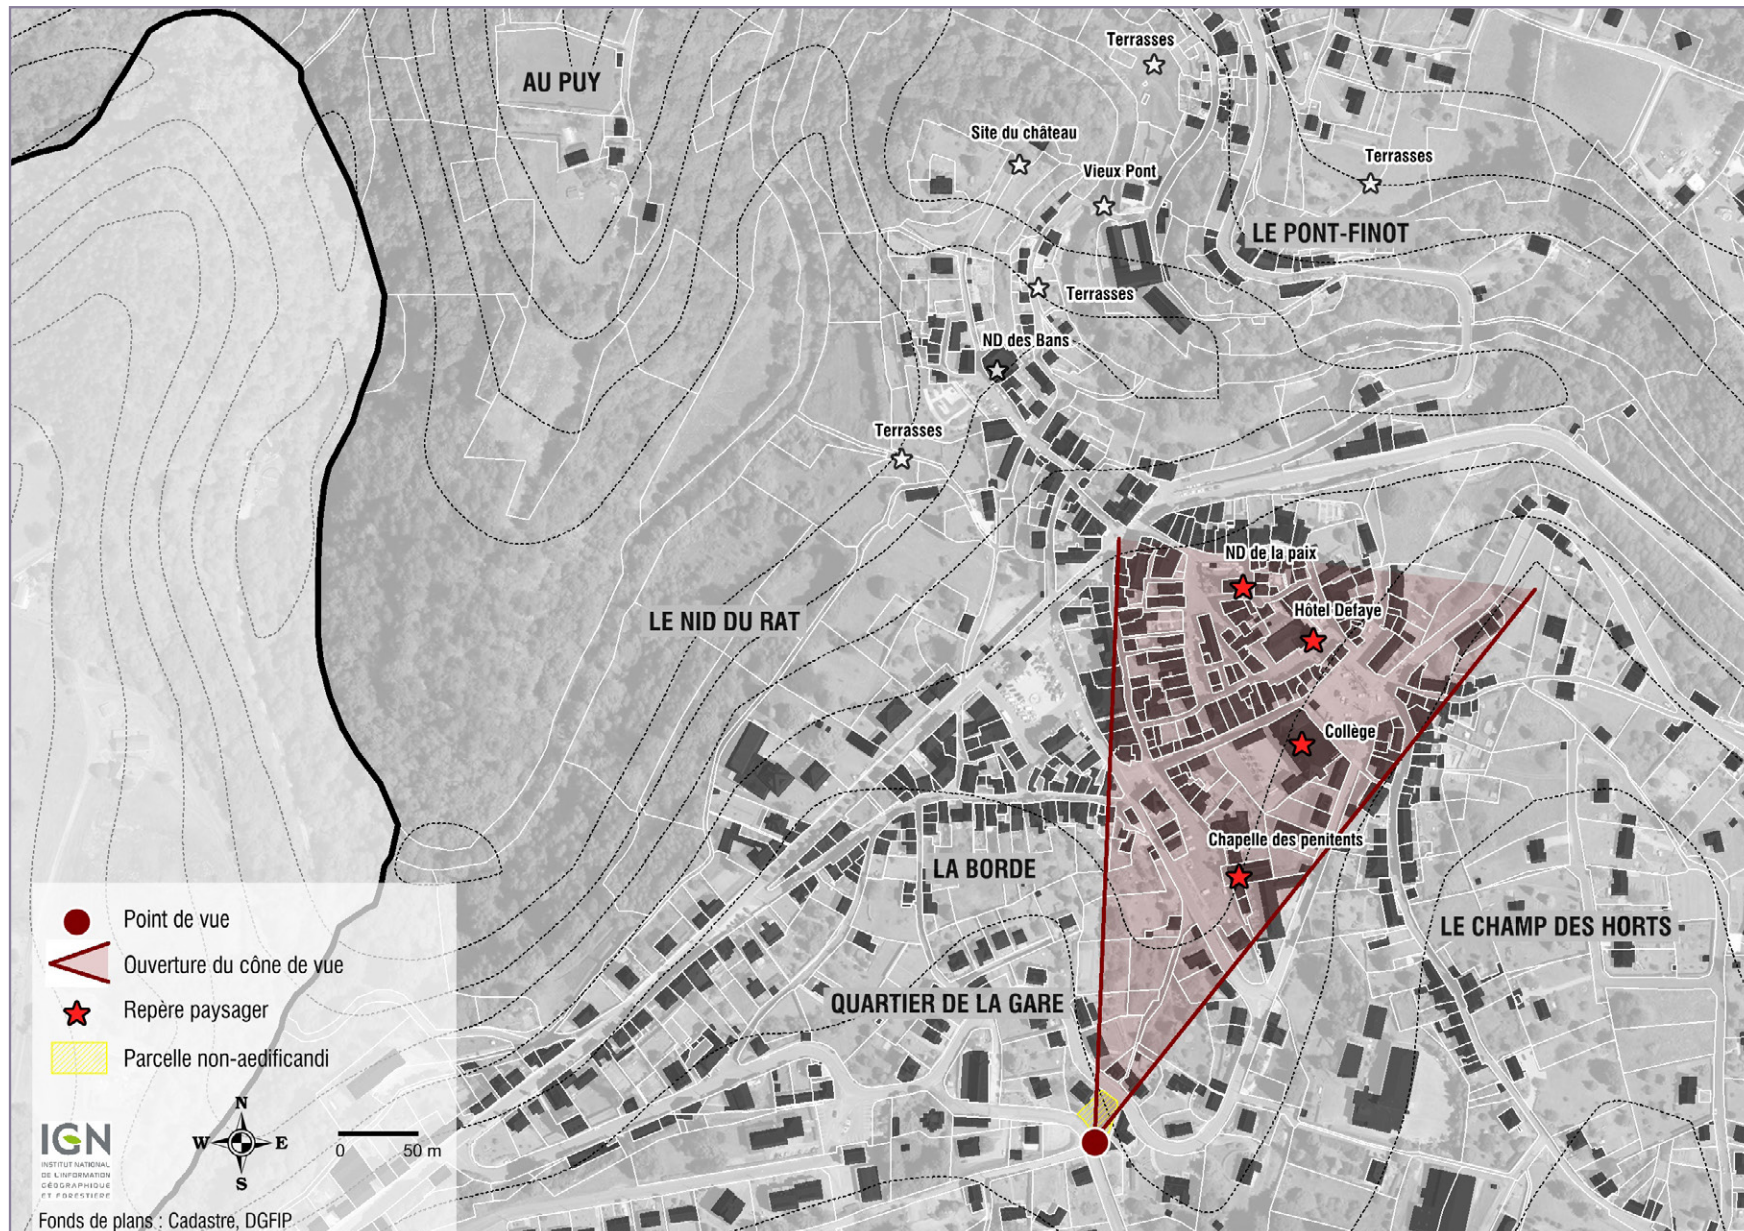 Terrasses
AU PUY
Site du château
Terrasses
Vieux Pont
LE PONT-FINOT
Terrasses
ND des Bans
Terrasses
ND de la paix
Hôtel Defaye
LE NID DU RAT
Collège
Chapelle des penitents
LA BORDE
LE CHAMP DES HORTS
QUARTIER DE LA GARE
Point de vue
Ouverture du cône de vue
Repère paysager
Parcelle non-aedificandi
N
W E
S
0 50 m
IGN
INSTITUT NATIONAL
DE L'INFORMATION
GÉOGRAPHIQUE
ET FORESTIÈRE
Fonds de plans : Cadastre, DGFIP